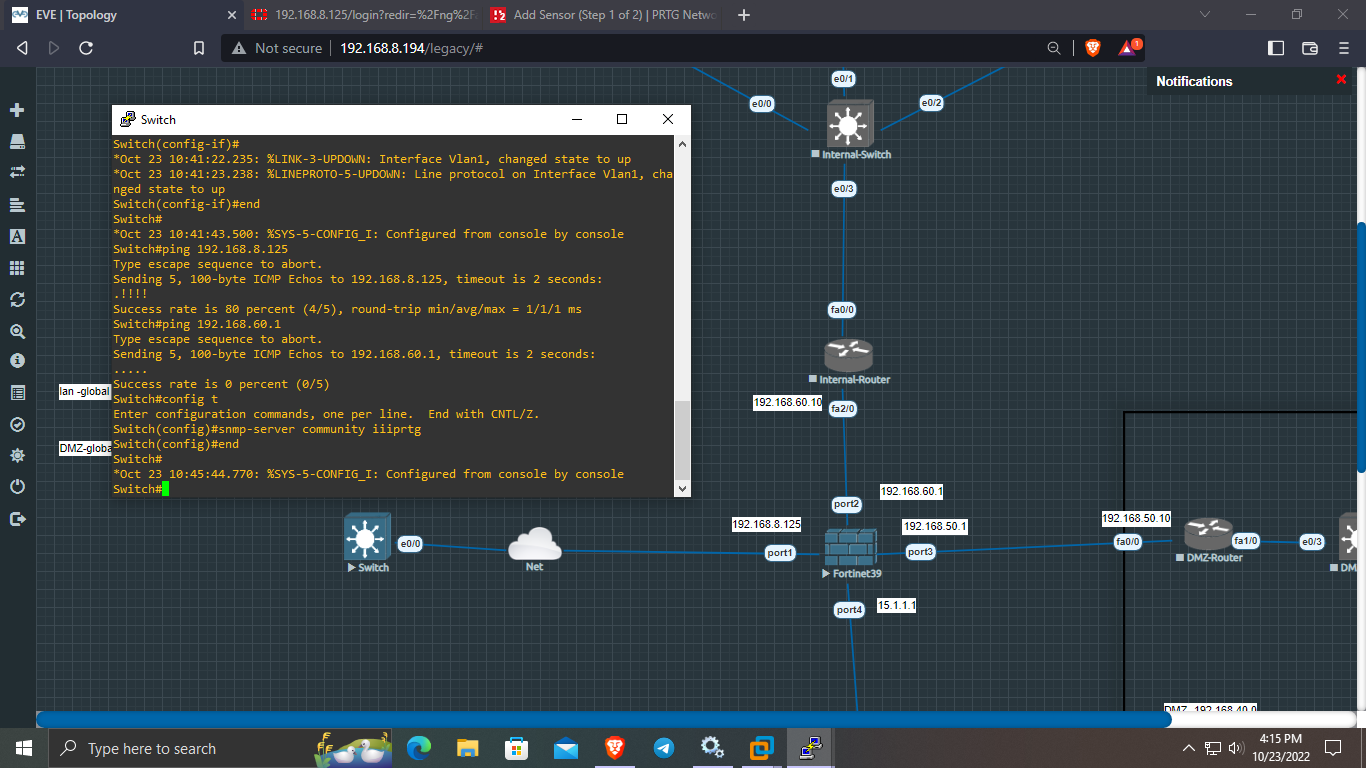 EVE | Topology
192.168.8.125/login?redir=%2Fng%2F
Add Sensor (Step 1 of 2) | PRTG Netwo
Not secure
192.168.8.194/legacy/#
1
Notifications
Switch
Switch(config-if)#
*Oct 23 10:41:22.235: %LINK-3-UPDOWN: Interface Vlan1, changed state to up
*Oct 23 10:41:23.238: %LINEPROTO-5-UPDOWN: Line protocol on Interface Vlan1, cha
nged state to up
Switch(config-if)#end
Switch#
*Oct 23 10:41:43.500: %SYS-5-CONFIG_I: Configured from console by console
Switch#ping 192.168.8.125
Type escape sequence to abort.
Sending 5, 100-byte ICMP Echos to 192.168.8.125, timeout is 2 seconds:
.!!!!
Success rate is 80 percent (4/5), round-trip min/avg/max = 1/1/1 ms
Switch#ping 192.168.60.1
Type escape sequence to abort.
Sending 5, 100-byte ICMP Echos to 192.168.60.1, timeout is 2 seconds:
.....
Success rate is 0 percent (0/5)
Switch#config t
Enter configuration commands, one per line.  End with CNTL/Z.
Switch(config)#snmp-server community iiiprtg
Switch(config)#end
Switch#
*Oct 23 10:45:44.770: %SYS-5-CONFIG_I: Configured from console by console
Switch#
lan -global
DMZ-globa
e0/1
e0/0
e0/2
Internal-Switch
e0/3
fa0/0
Internal-Router
192.168.60.10
fa2/0
192.168.60.1
port2
192.168.8.125
192.168.50.1
192.168.50.10
e0/0
port1
port3
fa0/0
fa1/0
e0/3
Switch
Net
Fortinet39
DMZ-Router
DM
port4
15.1.1.1
DMZ 192.168.40.0
Type here to search
4:15 PM
10/23/2022